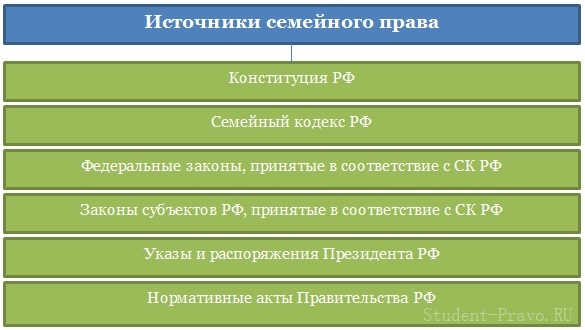 Источники семейного права
Конституция РФ
Семейный кодекс РФ
Федеральные законы, принятые в соответствие с СК РФ
Законы субъектов РФ, принятые в соответствие с СК РФ
Указы и распоряжения Президента РФ
Нормативные акты Правительства РФ
Student-Pravo.RU